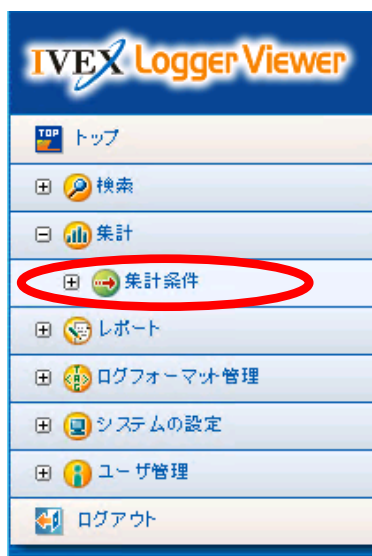 IVEX Logger Viewer
TOP トップ
検索
集計
集計条件
レポート
ログフォーマット管理
システムの設定
ユーザ管理
ログアウト